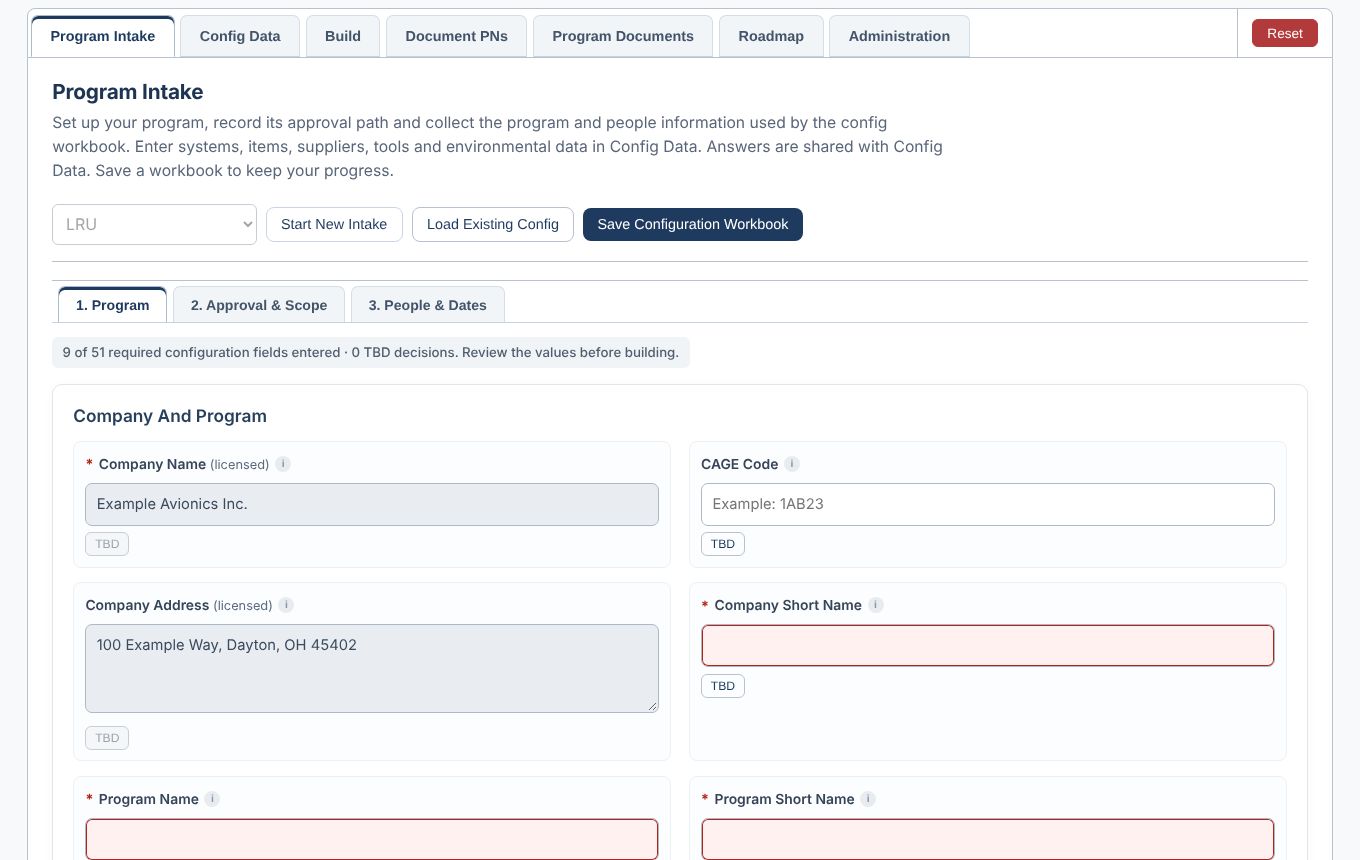 Program Intake
Config Data
Build
Document PNs
Program Documents
Roadmap
Administration
Reset
Program Intake
Set up your program, record its approval path and collect the program and people information used by the config
workbook. Enter systems, items, suppliers, tools and environmental data in Config Data. Answers are shared with Config
Data. Save a workbook to keep your progress.
LRU
Start New Intake
Load Existing Config
Save Configuration Workbook
1. Program
2. Approval & Scope
3. People & Dates
9 of 51 required configuration fields entered · 0 TBD decisions. Review the values before building.
Company And Program
* Company Name (licensed) i
Example Avionics Inc.
TBD
CAGE Code i
Example: 1AB23
TBD
Company Address (licensed) i
100 Example Way, Dayton, OH 45402
TBD
* Company Short Name i
TBD
* Program Name i
* Program Short Name i